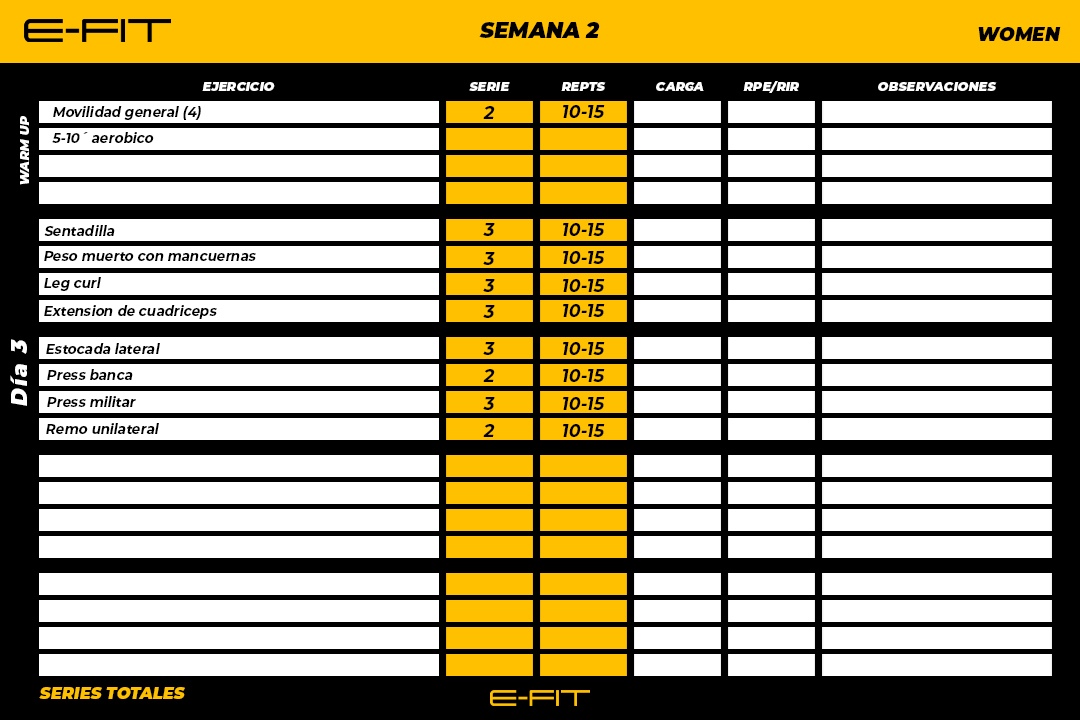 E-FIT
SEMANA 2
WOMEN
EJERCICIO SERIE REPTS CARGA RPE/RIR OBSERVACIONES
WARM UP
Movilidad general (4) 2 10-15
5-10´ aerobico
Día 3
Sentadilla 3 10-15
Peso muerto con mancuernas 3 10-15
Leg curl 3 10-15
Extension de cuadriceps 3 10-15
Estocada lateral 3 10-15
Press banca 2 10-15
Press militar 3 10-15
Remo unilateral 2 10-15
SERIES TOTALES
E-FIT